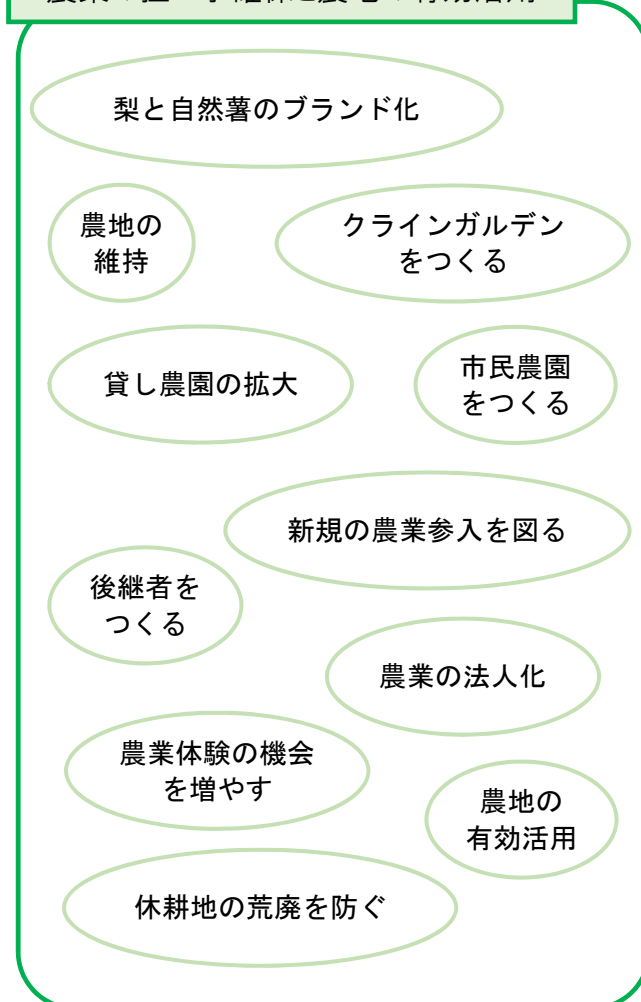 梨と自然薯のブランド化
農地の
維持
クラインガルデン
をつくる
貸し農園の拡大
市民農園
をつくる
新規の農業参入を図る
後継者を
つくる
農業の法人化
農業体験の機会
を増やす
農地の
有効活用
休耕地の荒廃を防ぐ